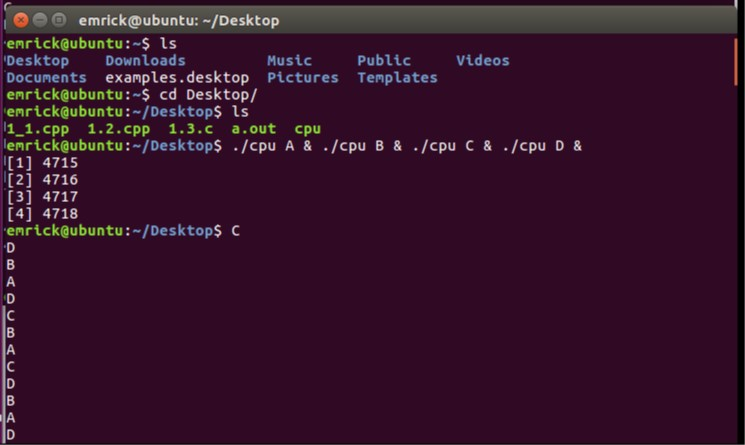 emrick@ubuntu: ~/Desktop
emrick@ubuntu:~$ ls
Desktop Downloads Music Public Videos
Documents examples.desktop Pictures Templates
emrick@ubuntu:~$ cd Desktop/
emrick@ubuntu:~/Desktop$ ls
1_1.cpp 1.2.cpp 1.3.c a.out cpu
emrick@ubuntu:~/Desktop$ ./cpu A & ./cpu B & ./cpu C & ./cpu D &
[1] 4715
[2] 4716
[3] 4717
[4] 4718
emrick@ubuntu:~/Desktop$ C
D
B
A
D
C
B
A
C
D
B
A
D